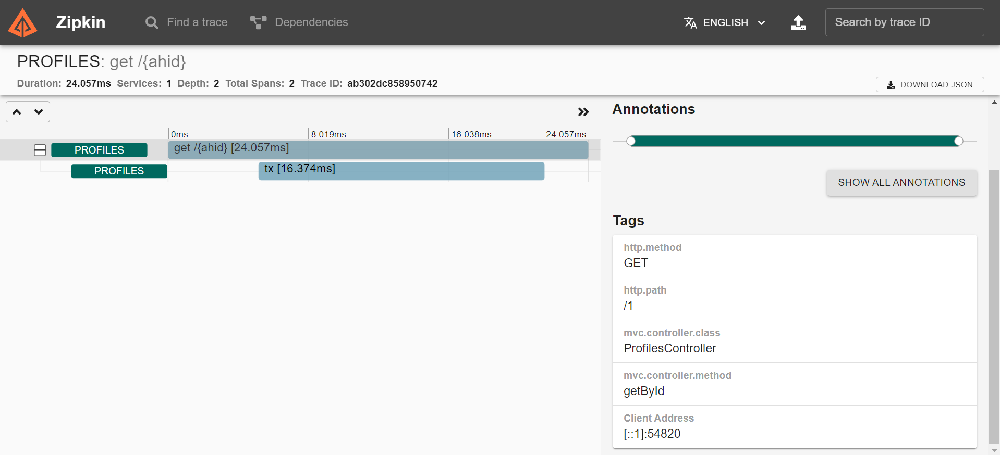 Zipkin Find a trace Dependencies ENGLISH Search by trace ID
PROFILES: get /{ahid}
Duration: 24.057ms Services: 1 Depth: 2 Total Spans: 2 Trace ID: ab302dc858950742
DOWNLOAD JSON
0ms 8.019ms 16.038ms 24.057ms
PROFILES get /{ahid} [24.057ms]
PROFILES tx [16.374ms]
Annotations
SHOW ALL ANNOTATIONS
Tags
http.method
GET
http.path
/1
mvc.controller.class
ProfilesController
mvc.controller.method
getById
Client Address
[::1]:54820